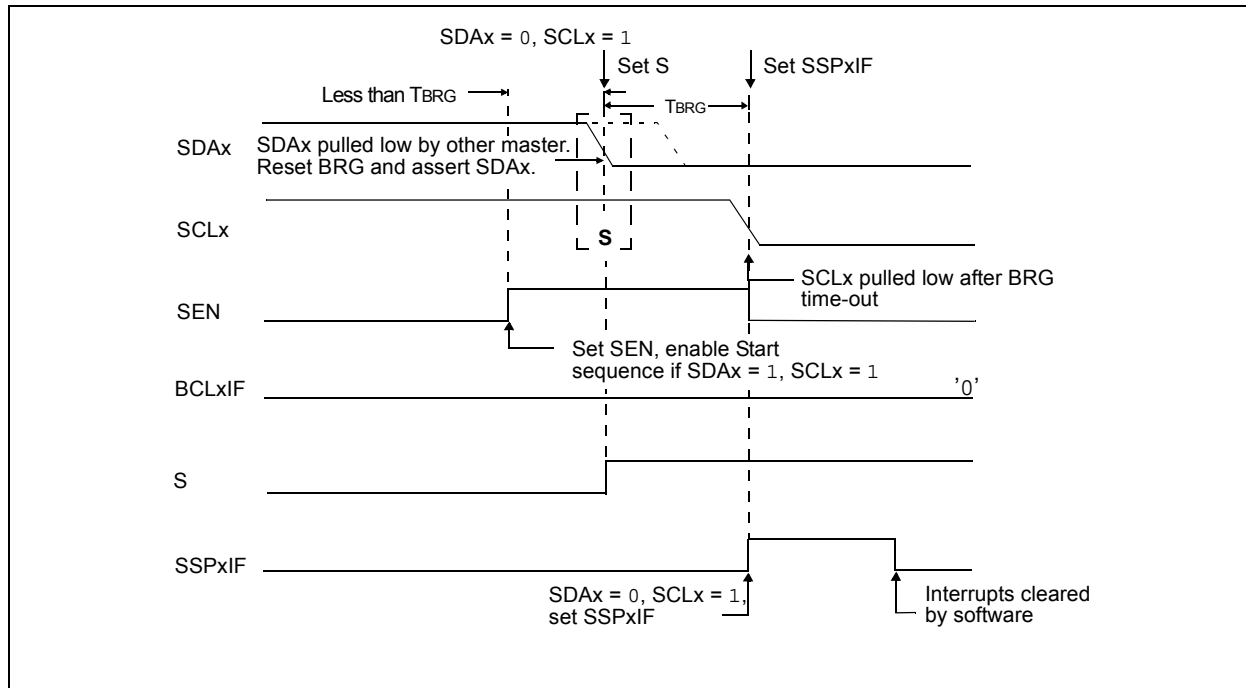 SDAx = 0, SCLx = 1
Set S
Set SSPxIF
Less than TBRG
TBRG
SDAx
SDAx pulled low by other master.
Reset BRG and assert SDAx.
SCLx
S
SCLx pulled low after BRG
time-out
SEN
Set SEN, enable Start
sequence if SDAx = 1, SCLx = 1
BCLxIF
'0'
S
SSPxIF
SDAx = 0, SCLx = 1,
set SSPxIF
Interrupts cleared
by software